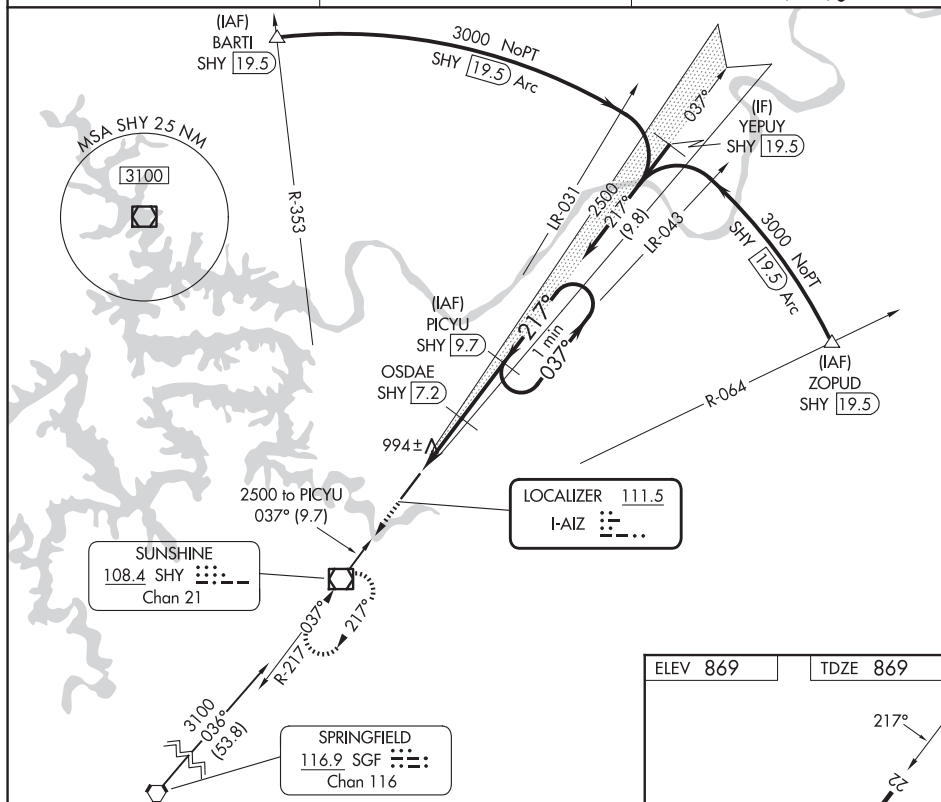 (IAF)
BARTI
SHY 19.5
3000 NoPT
SHY 19.5 Arc
037°
(IF)
YEPUY
SHY 19.5
MSA SHY 25 NM
3100
R-353
LR-031
2500
217°
(9.8)
LR-043
3000 NoPT
SHY 19.5 Arc
(IAF)
PICYU
SHY 9.7
217°
1 min
037°
OSDAE
SHY 7.2
R-064
(IAF)
ZOPUD
SHY 19.5
994±
2500 to PICYU
037° (9.7)
LOCALIZER 111.5
I-AIZ
SUNSHINE
108.4 SHY
Chan 21
R-217
037°
217°
3100
036°
(53.8)
SPRINGFIELD
116.9 SGF
Chan 116
ELEV 869
TDZE 869
217°
22